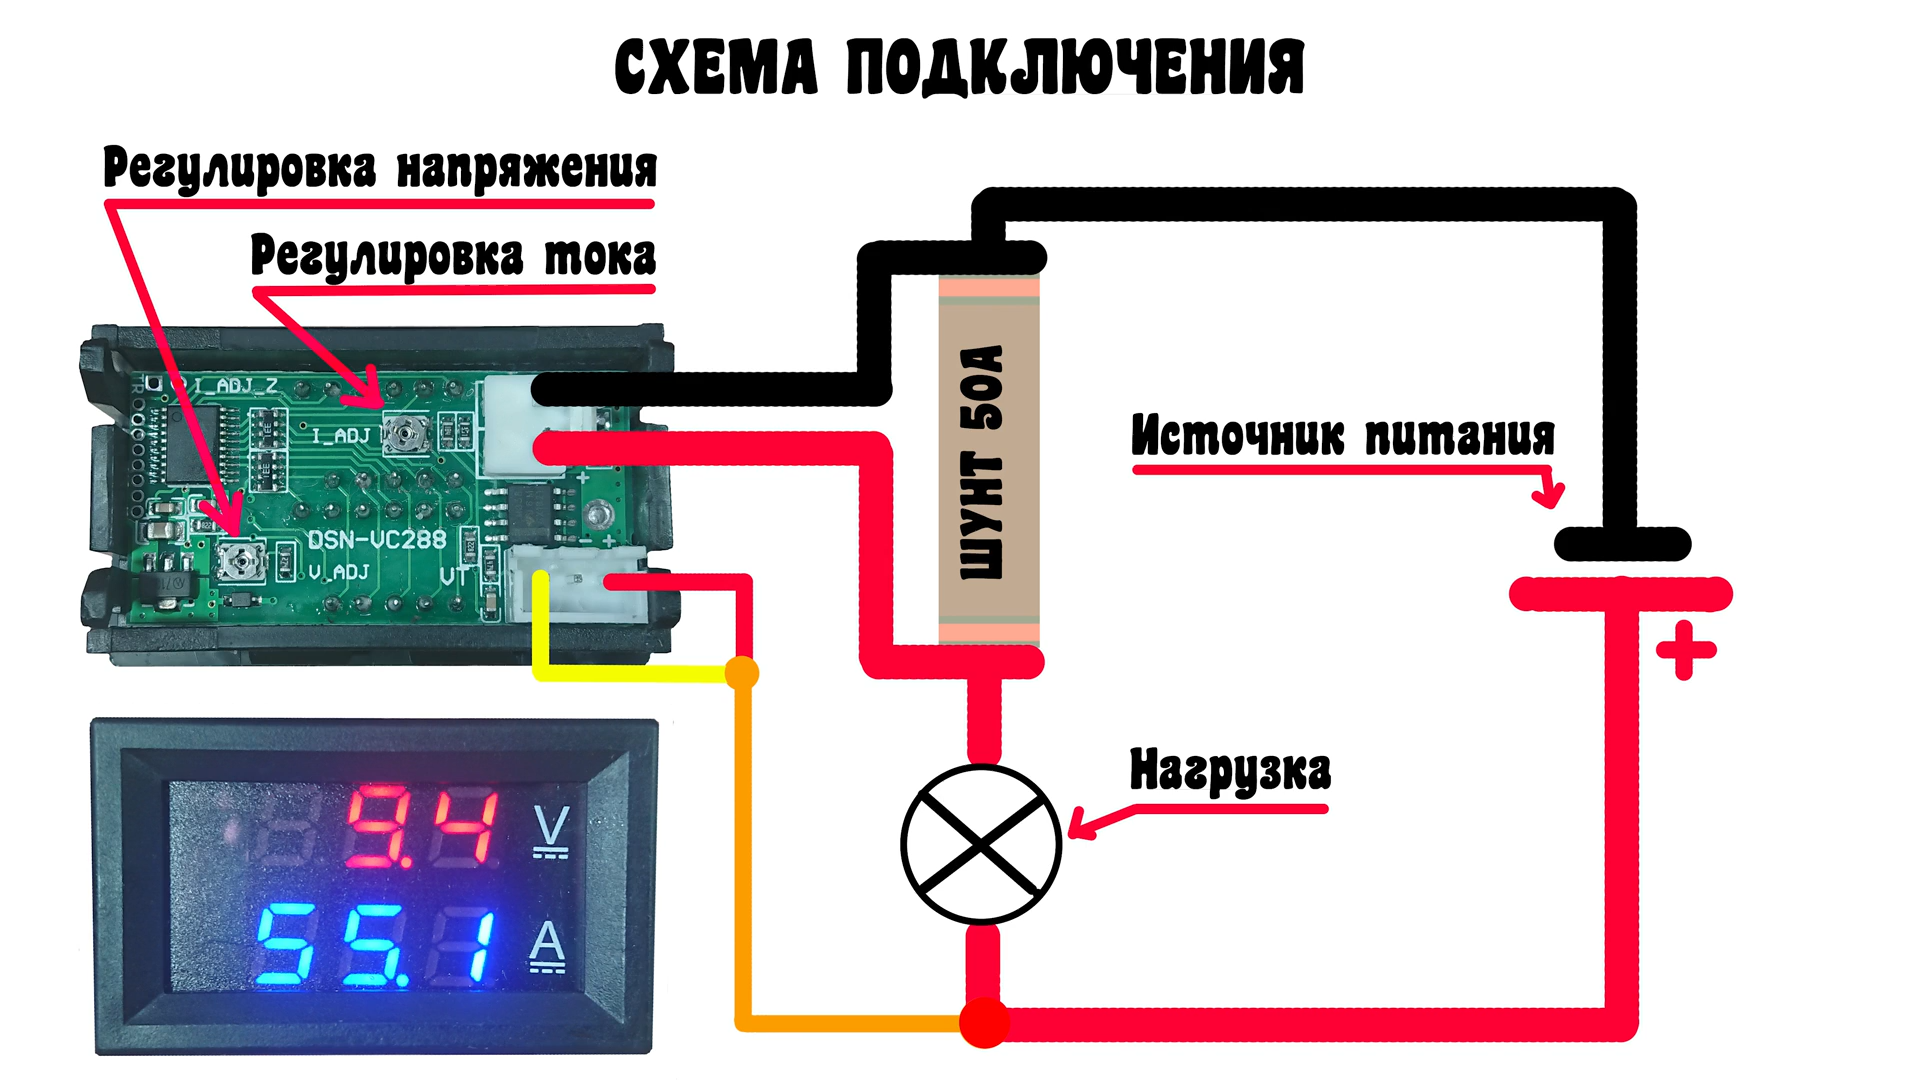 СХЕМА ПОДКЛЮЧЕНИЯ
Регулировка напряжения
Регулировка тока
I_ADJ_Z
I_ADJ
DSN-VC288
V_ADJ
VT
ШУНТ 50А
Источник питания
+
Нагрузка
9.4 V
55.1 A